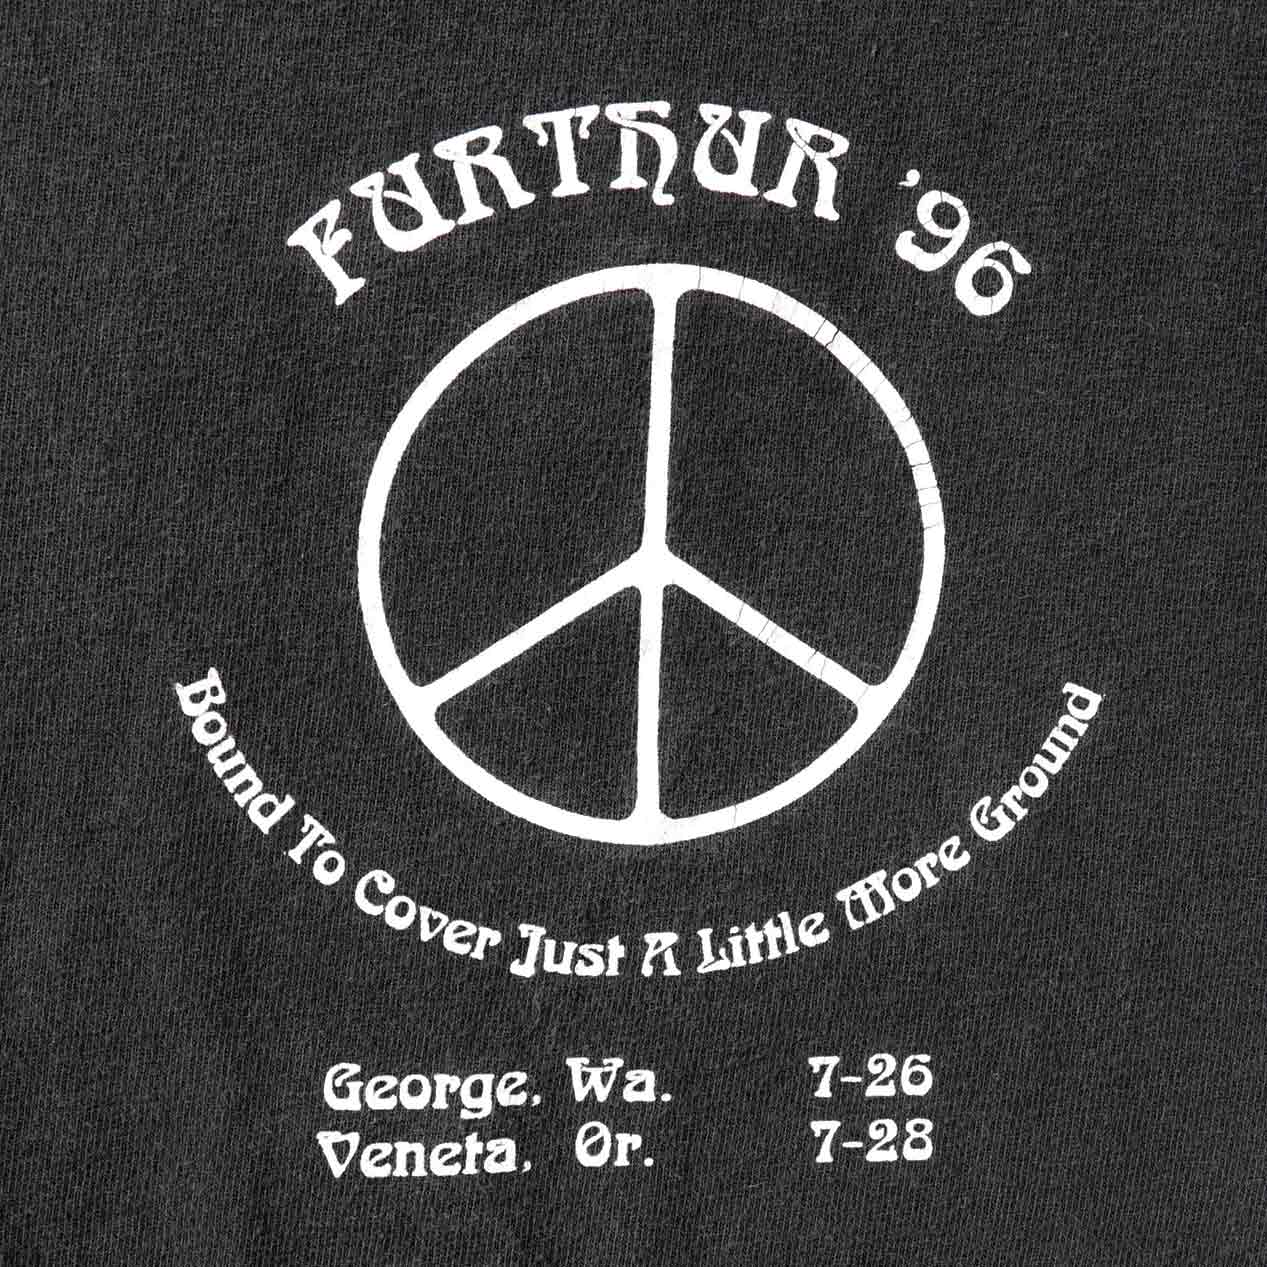 FURTHUR '96
Bound To Cover Just A Little More Ground
George, Wa. 7-26
Veneta, Or. 7-28